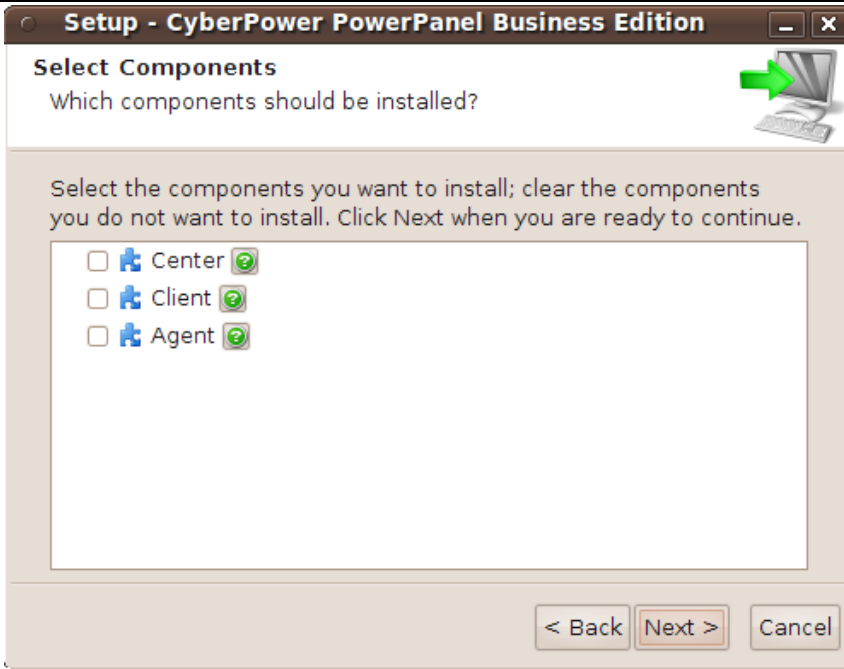 Setup - CyberPower PowerPanel Business Edition
Select Components
Which components should be installed?
Select the components you want to install; clear the components
you do not want to install. Click Next when you are ready to continue.
Center
Client
Agent
< Back Next > Cancel